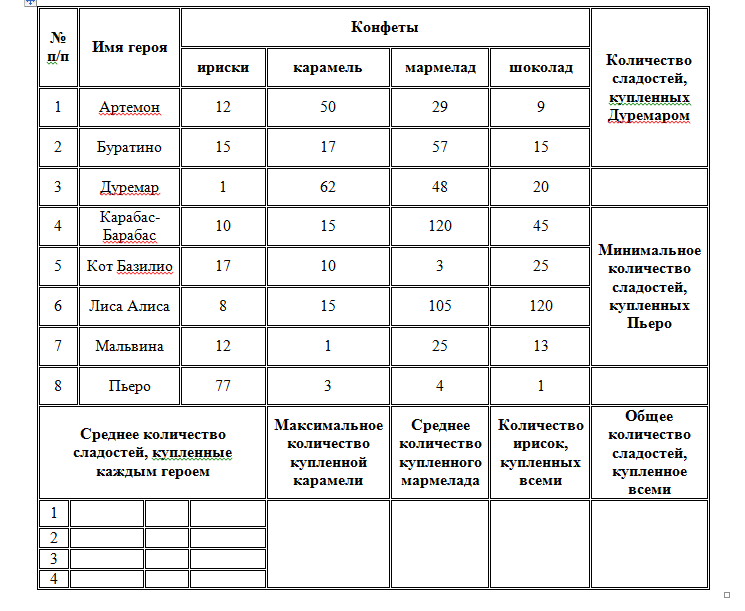 №
п/п
Имя героя
Конфеты
Количество
сладостей,
купленных
Дуремаром
ириски
карамель
мармелад
шоколад
1
Артемон
12
50
29
9
2
Буратино
15
17
57
15
3
Дуремар
1
62
48
20
4
Карабас-
Барабас
10
15
120
45
Минимальное
количество
сладостей,
купленных
Пьеро
5
Кот Базилио
17
10
3
25
6
Лиса Алиса
8
15
105
120
7
Мальвина
12
1
25
13
8
Пьеро
77
3
4
1
Среднее количество
сладостей, купленные
каждым героем
Максимальное
количество
купленной
карамели
Среднее
количество
купленного
мармелада
Количество
ирисок,
купленных
всеми
Общее
количество
сладостей,
купленное
всеми
1
2
3
4